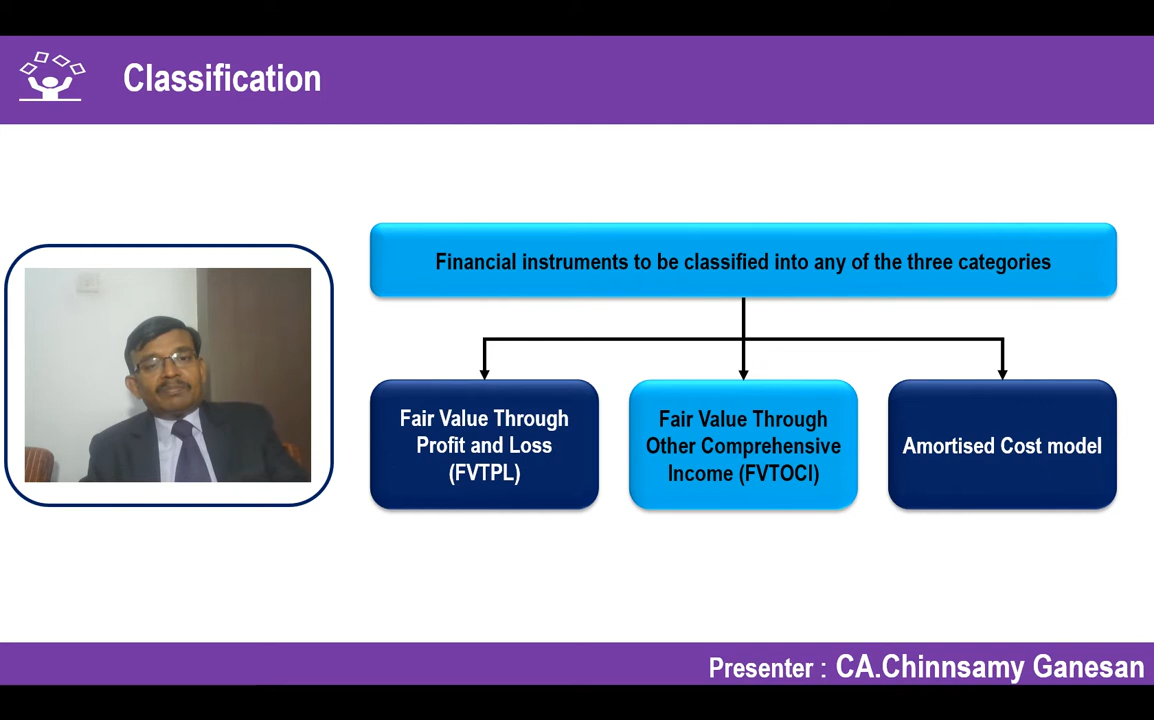 Classification
Financial instruments to be classified into any of the three categories
Fair Value Through
Profit and Loss
(FVTPL)
Fair Value Through
Other Comprehensive
Income (FVTOCI)
Amortised Cost model
Presenter : CA.Chinnsamy Ganesan